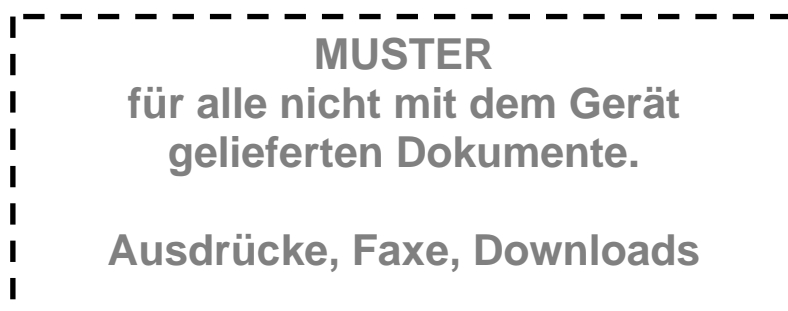 MUSTER
für alle nicht mit dem Gerät
gelieferten Dokumente.
Ausdrücke, Faxe, Downloads